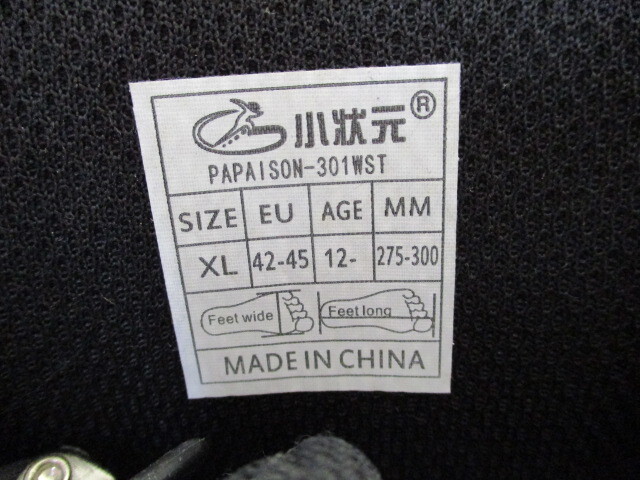 小状元®
PAPAISON-301WST
SIZE EU AGE MM
XL 42-45 12- 275-300
Feet wide Feet long
MADE IN CHINA